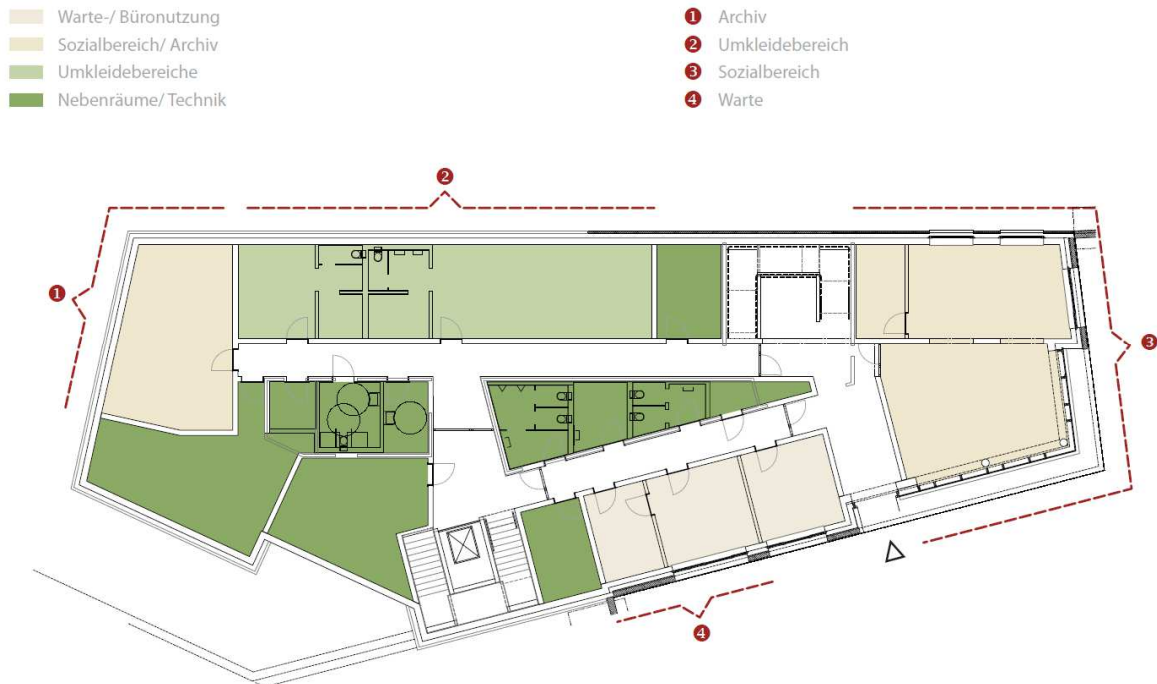 Warte-/ Büronutzung
Sozialbereich/ Archiv
Umkleidebereiche
Nebenräume/ Technik
1 Archiv
2 Umkleidebereich
3 Sozialbereich
4 Warte
2
1
3
4